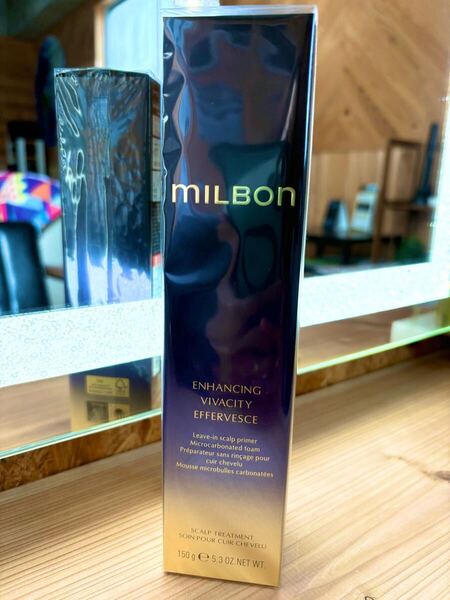 MILBON
ENHANCING
VIVACITY
EFFERVESCE
Leave-in scalp primer
Microcarbonated foam
Préparateur sans rinçage pour
cuir chevelu
Mousse microbulles carbonatées
SCALP TREATMENT
SOIN POUR CUIR CHEVELU
150 g ℮ 5.3 OZ. NET WT.